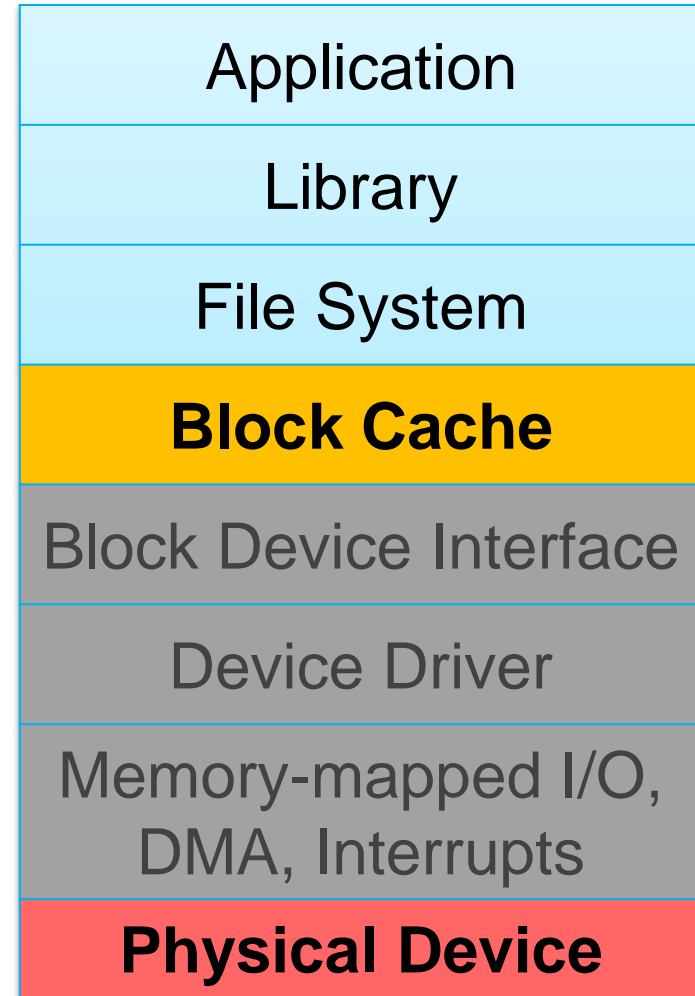 Application
Library
File System
Block Cache
Block Device Interface
Device Driver
Memory-mapped I/O,
DMA, Interrupts
Physical Device